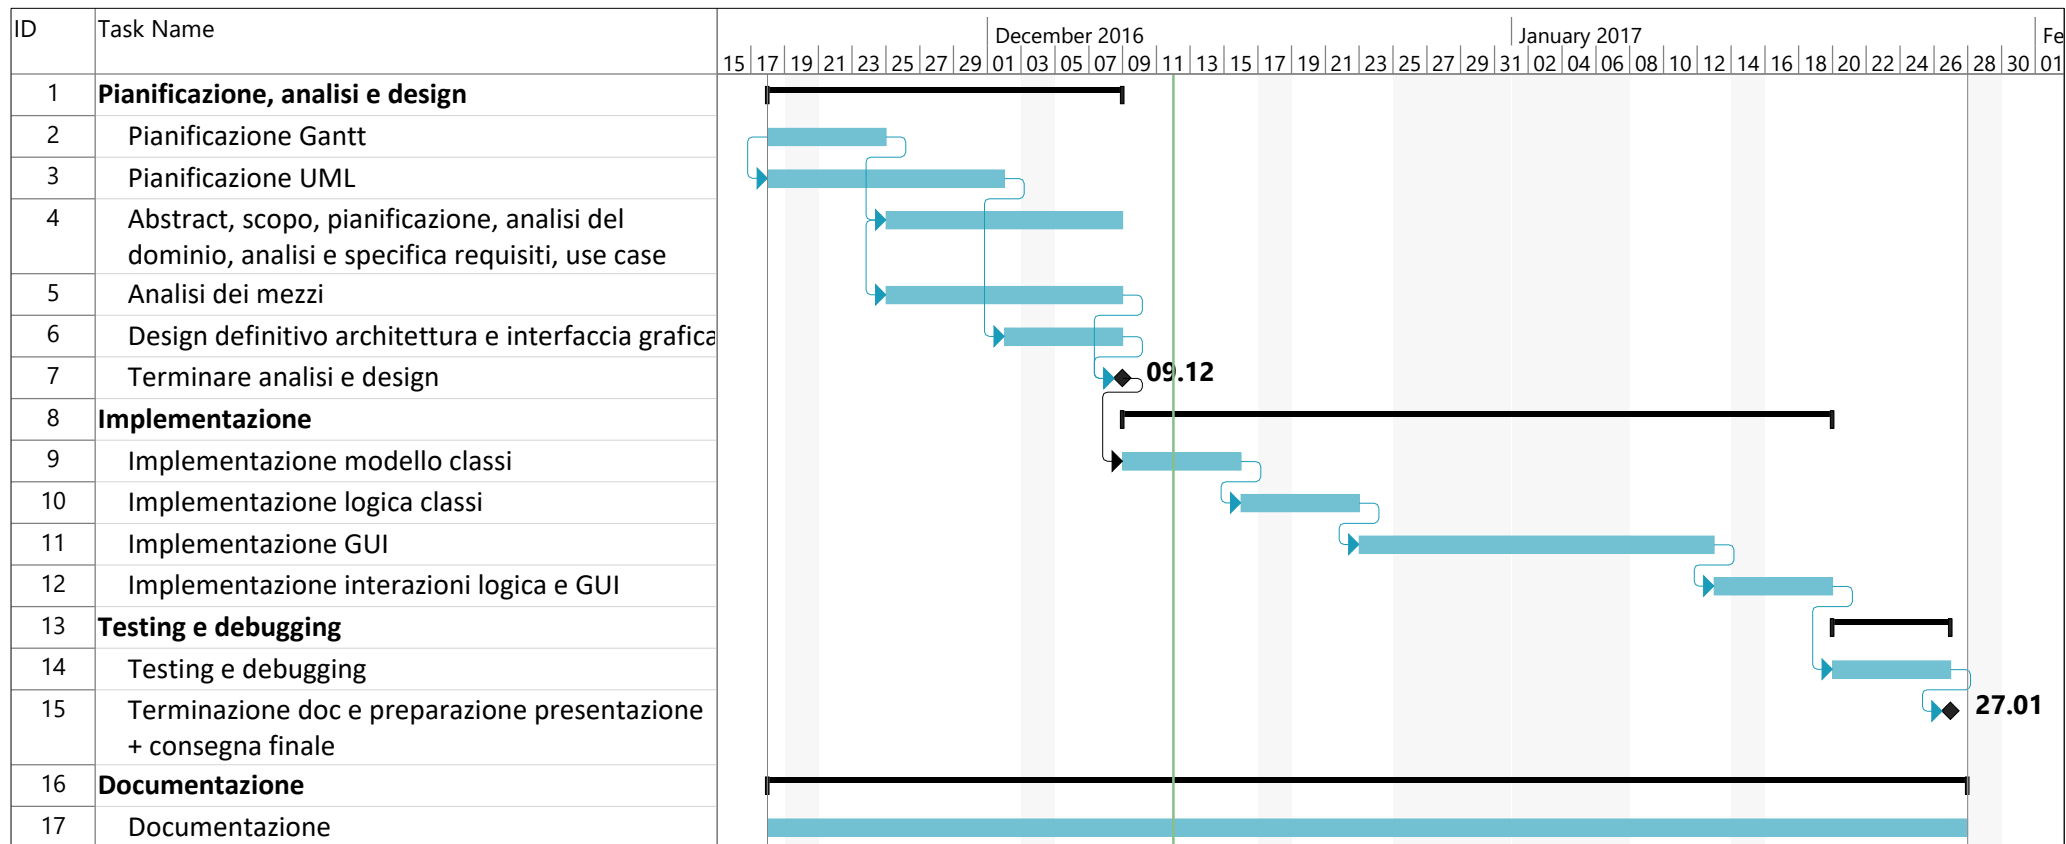 ID Task Name
December 2016 January 2017 Fe
15 17 19 21 23 25 27 29 01 03 05 07 09 11 13 15 17 19 21 23 25 27 29 31 02 04 06 08 10 12 14 16 18 20 22 24 26 28 30 01
1 Pianificazione, analisi e design
2 Pianificazione Gantt
3 Pianificazione UML
4 Abstract, scopo, pianificazione, analisi del
dominio, analisi e specifica requisiti, use case
5 Analisi dei mezzi
6 Design definitivo architettura e interfaccia grafica
7 Terminare analisi e design 09.12
8 Implementazione
9 Implementazione modello classi
10 Implementazione logica classi
11 Implementazione GUI
12 Implementazione interazioni logica e GUI
13 Testing e debugging
14 Testing e debugging
15 Terminazione doc e preparazione presentazione 27.01
+ consegna finale
16 Documentazione
17 Documentazione